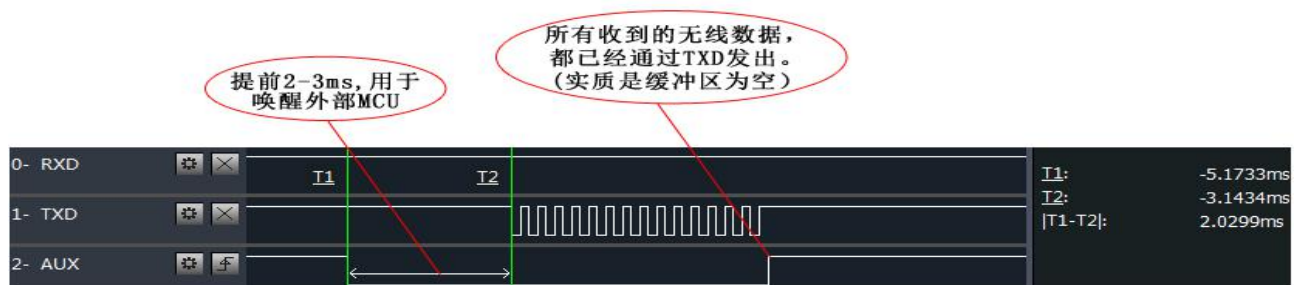 所有收到的无线数据，
都已经通过TXD发出。
(实质是缓冲区为空)
提前2-3ms,用于
唤醒外部MCU
0- RXD
T1
T2
T1: -5.1733ms
T2: -3.1434ms
|T1-T2|: 2.0299ms
1- TXD
2- AUX